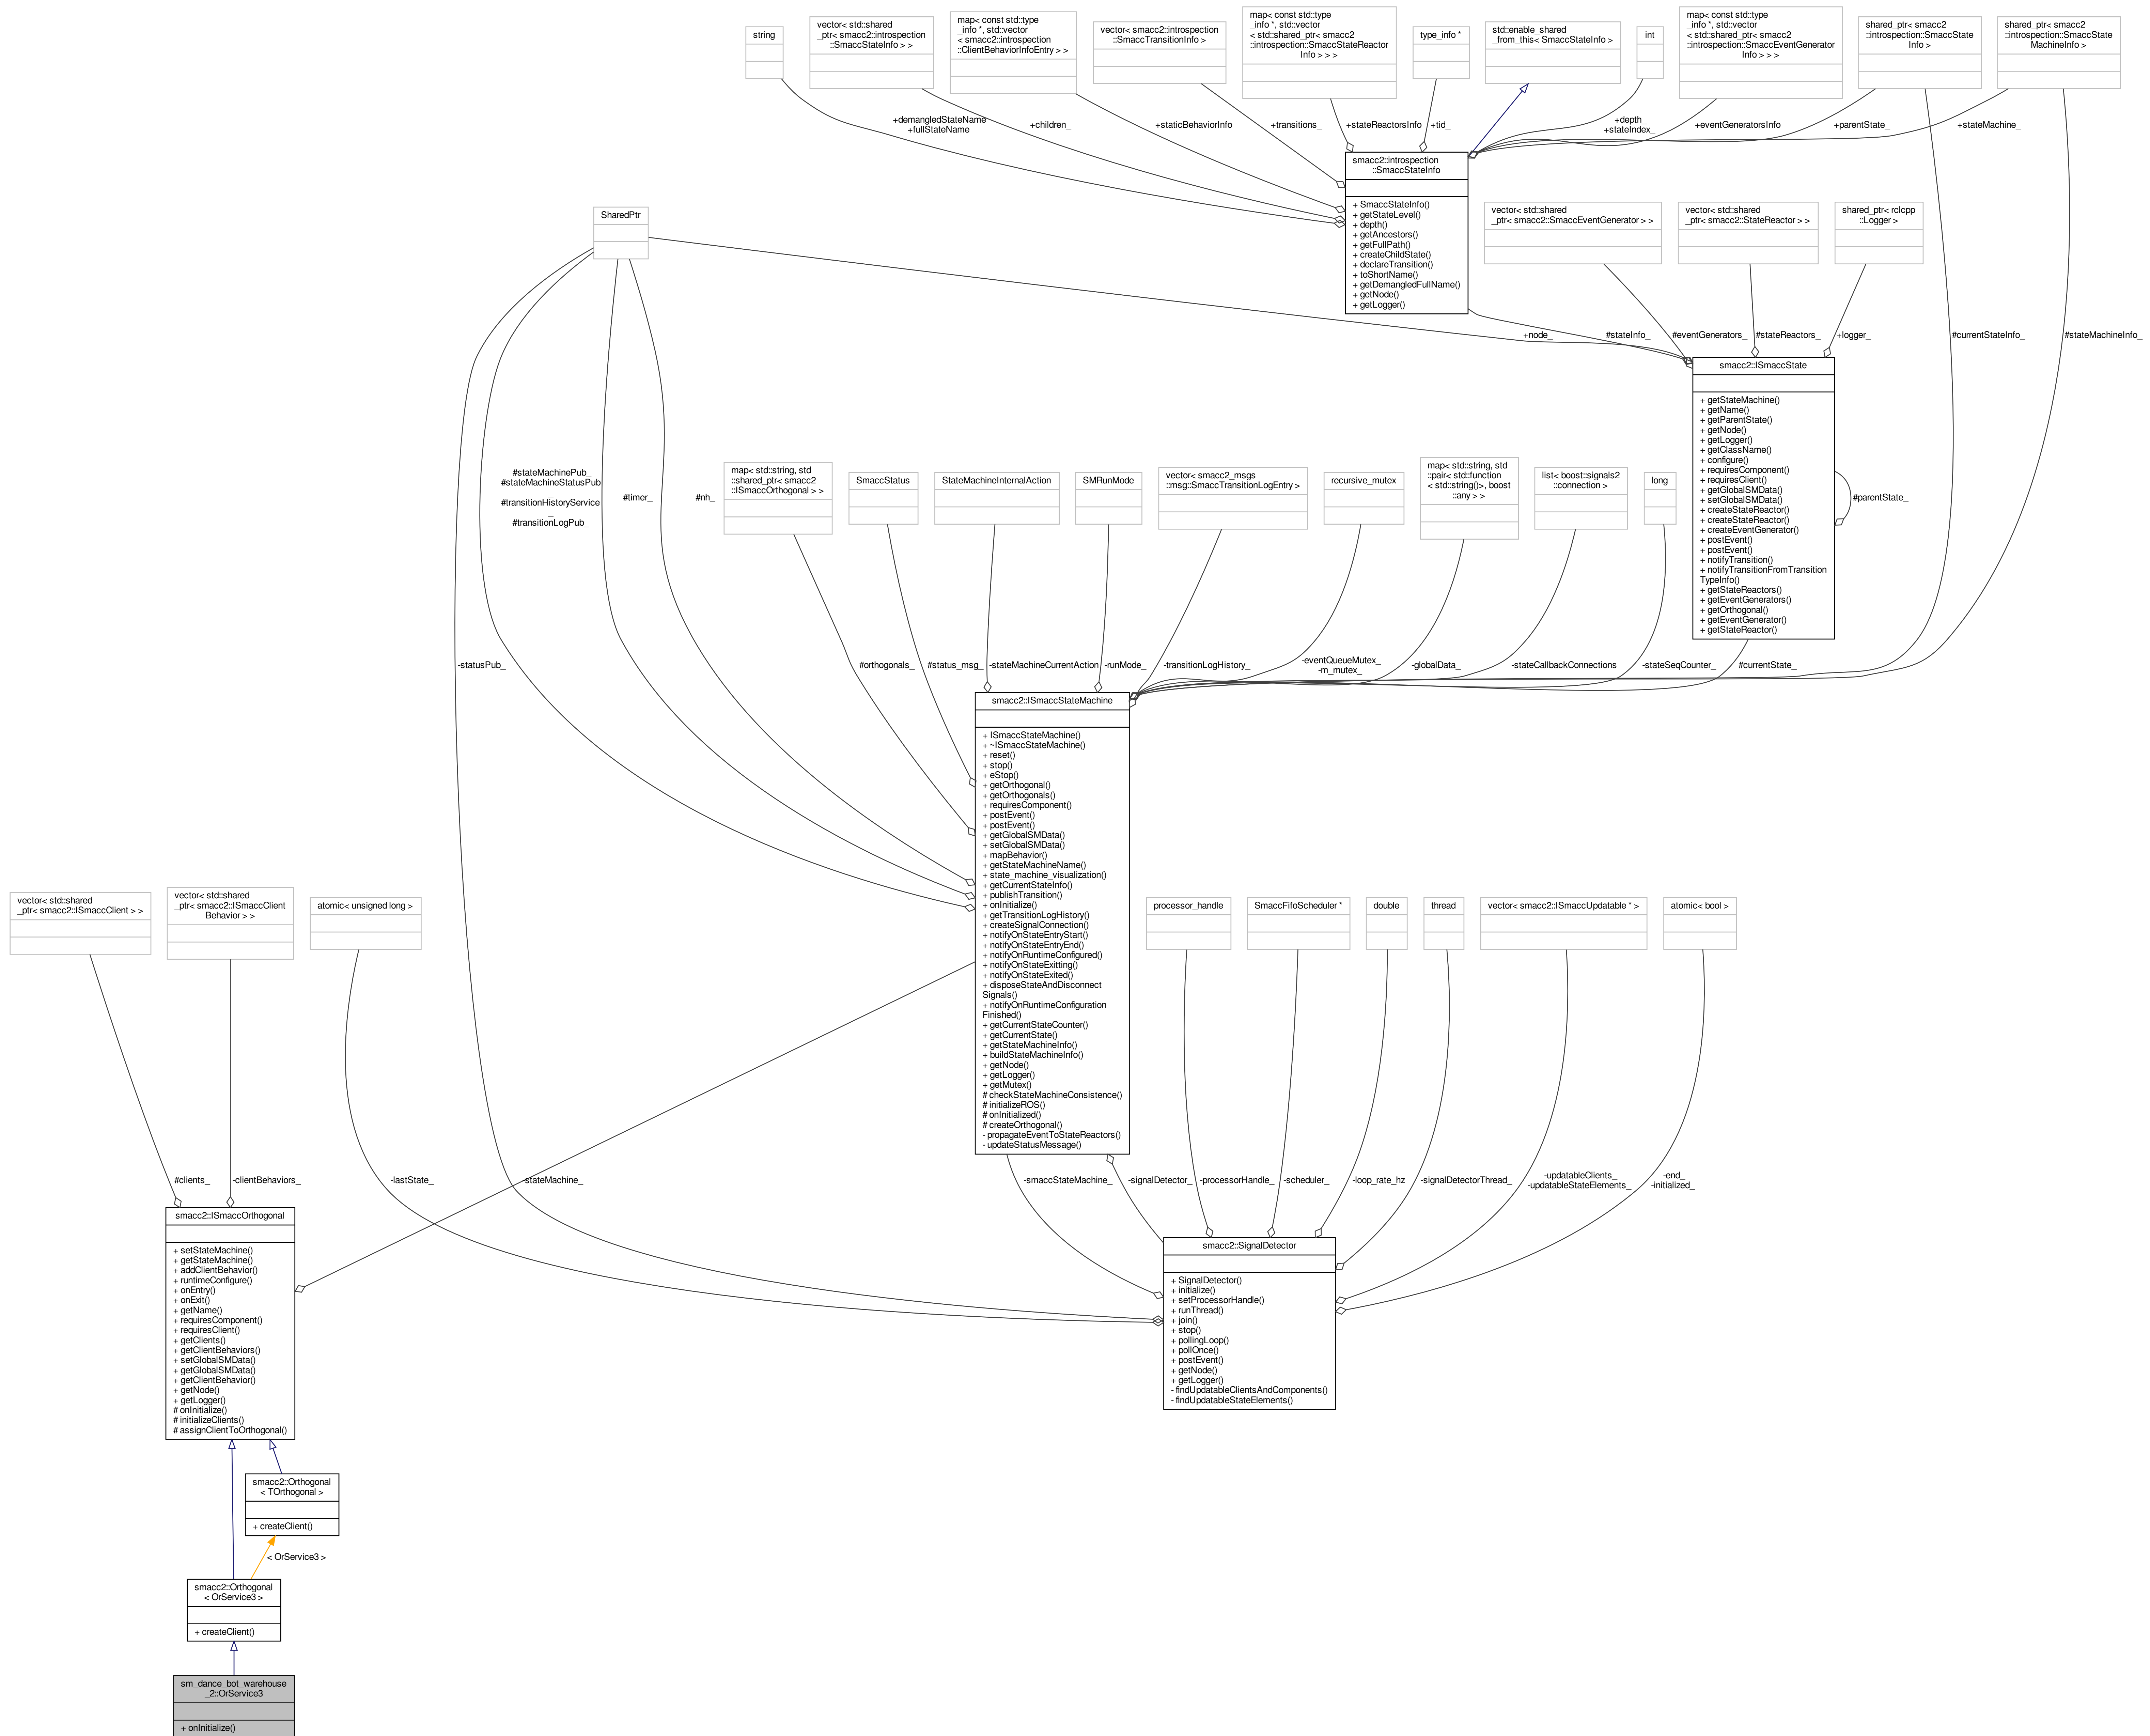 string
vector< std::shared
_ptr< smacc2::introspection
::SmaccStateInfo > >
map< const std::type
_info *, std::vector
< smacc2::introspection
::ClientBehaviorInfoEntry > >
vector< smacc2::introspection
::SmaccTransitionInfo >
map< const std::type
_info *, std::vector
< std::shared_ptr< smacc2
::introspection::SmaccStateReactor
Info > > >
type_info *
std::enable_shared
_from_this< SmaccStateInfo >
int
map< const std::type
_info *, std::vector
< std::shared_ptr< smacc2
::introspection::SmaccEventGenerator
Info > > >
shared_ptr< smacc2
::introspection::SmaccState
Info >
shared_ptr< smacc2
::introspection::SmaccState
MachineInfo >
+demangledStateName
+fullStateName
+children_
+staticBehaviorInfo
+transitions_
+stateReactorsInfo
+tid_
+depth_
+stateIndex_
+eventGeneratorsInfo
+parentState_
+stateMachine_
smacc2::introspection
::SmaccStateInfo
+ SmaccStateInfo()
+ getStateLevel()
+ depth()
+ getAncestors()
+ getFullPath()
+ createChildState()
+ declareTransition()
+ toShortName()
+ getDemangledFullName()
+ getNode()
+ getLogger()
SharedPtr
vector< std::shared
_ptr< smacc2::SmaccEventGenerator > >
vector< std::shared
_ptr< smacc2::StateReactor > >
shared_ptr< rclcpp
::Logger >
+node_
#stateInfo_
#eventGenerators_
#stateReactors_
+logger_
#currentStateInfo_
#stateMachineInfo_
smacc2::ISmaccState
+ getStateMachine()
+ getName()
+ getParentState()
+ getNode()
+ getLogger()
+ getClassName()
+ configure()
+ requiresComponent()
+ requiresClient()
+ getGlobalSMData()
+ setGlobalSMData()
+ createStateReactor()
+ createStateReactor()
+ createEventGenerator()
+ postEvent()
+ postEvent()
+ notifyTransition()
+ notifyTransitionFromTransition
TypeInfo()
+ getStateReactors()
+ getEventGenerators()
+ getOrthogonal()
+ getEventGenerator()
+ getStateReactor()
#parentState_
#stateMachinePub_
#stateMachineStatusPub
_
#transitionHistoryService
_
#transitionLogPub_
#timer_
#nh_
map< std::string, std
::shared_ptr< smacc2
::ISmaccOrthogonal > >
SmaccStatus
StateMachineInternalAction
SMRunMode
vector< smacc2_msgs
::msg::SmaccTransitionLogEntry >
recursive_mutex
map< std::string, std
::pair< std::function
< std::string()>, boost
::any > >
list< boost::signals2
::connection >
long
-statusPub_
#orthogonals_
#status_msg_
-stateMachineCurrentAction
-runMode_
-transitionLogHistory_
-eventQueueMutex_
-m_mutex_
-globalData_
-stateCallbackConnections
-stateSeqCounter_
#currentState_
smacc2::ISmaccStateMachine
+ ISmaccStateMachine()
+ ~ISmaccStateMachine()
+ reset()
+ stop()
+ eStop()
+ getOrthogonal()
+ getOrthogonals()
+ requiresComponent()
+ postEvent()
+ postEvent()
+ getGlobalSMData()
+ setGlobalSMData()
+ mapBehavior()
+ getStateMachineName()
+ state_machine_visualization()
+ getCurrentStateInfo()
+ publishTransition()
+ onInitialize()
+ getTransitionLogHistory()
+ createSignalConnection()
+ notifyOnStateEntryStart()
+ notifyOnStateEntryEnd()
+ notifyOnRuntimeConfigured()
+ notifyOnStateExitting()
+ notifyOnStateExited()
+ disposeStateAndDisconnect
Signals()
+ notifyOnRuntimeConfiguration
Finished()
+ getCurrentStateCounter()
+ getCurrentState()
+ getStateMachineInfo()
+ buildStateMachineInfo()
+ getNode()
+ getLogger()
+ getMutex()
# checkStateMachineConsistence()
# initializeROS()
# onInitialized()
# createOrthogonal()
- propagateEventToStateReactors()
- updateStatusMessage()
vector< std::shared
_ptr< smacc2::ISmaccClient > >
vector< std::shared
_ptr< smacc2::ISmaccClient
Behavior > >
atomic< unsigned long >
processor_handle
SmaccFifoScheduler *
double
thread
vector< smacc2::ISmaccUpdatable * >
atomic< bool >
#clients_
-clientBehaviors_
-lastState_
-stateMachine_
-smaccStateMachine_
-signalDetector_
-processorHandle_
-scheduler_
-loop_rate_hz
-signalDetectorThread_
-updatableClients_
-updatableStateElements_
-end_
-initialized_
smacc2::ISmaccOrthogonal
+ setStateMachine()
+ getStateMachine()
+ addClientBehavior()
+ runtimeConfigure()
+ onEntry()
+ onExit()
+ getName()
+ requiresComponent()
+ requiresClient()
+ getClients()
+ getClientBehaviors()
+ setGlobalSMData()
+ getGlobalSMData()
+ getClientBehavior()
+ getNode()
+ getLogger()
# onInitialize()
# initializeClients()
# assignClientToOrthogonal()
smacc2::SignalDetector
+ SignalDetector()
+ initialize()
+ setProcessorHandle()
+ runThread()
+ join()
+ stop()
+ pollingLoop()
+ pollOnce()
+ postEvent()
+ getNode()
+ getLogger()
- findUpdatableClientsAndComponents()
- findUpdatableStateElements()
smacc2::Orthogonal
< TOrthogonal >
+ createClient()
< OrService3 >
smacc2::Orthogonal
< OrService3 >
+ createClient()
sm_dance_bot_warehouse
_2::OrService3
+ onInitialize()